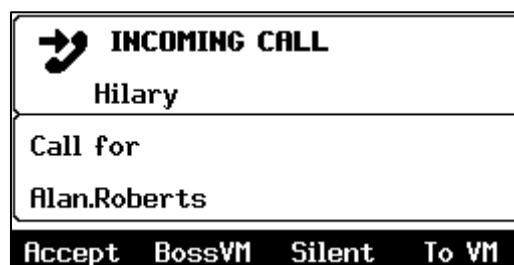 INCOMING CALL
Hilary
Call for
Alan.Roberts
Accept BossVM Silent To VM